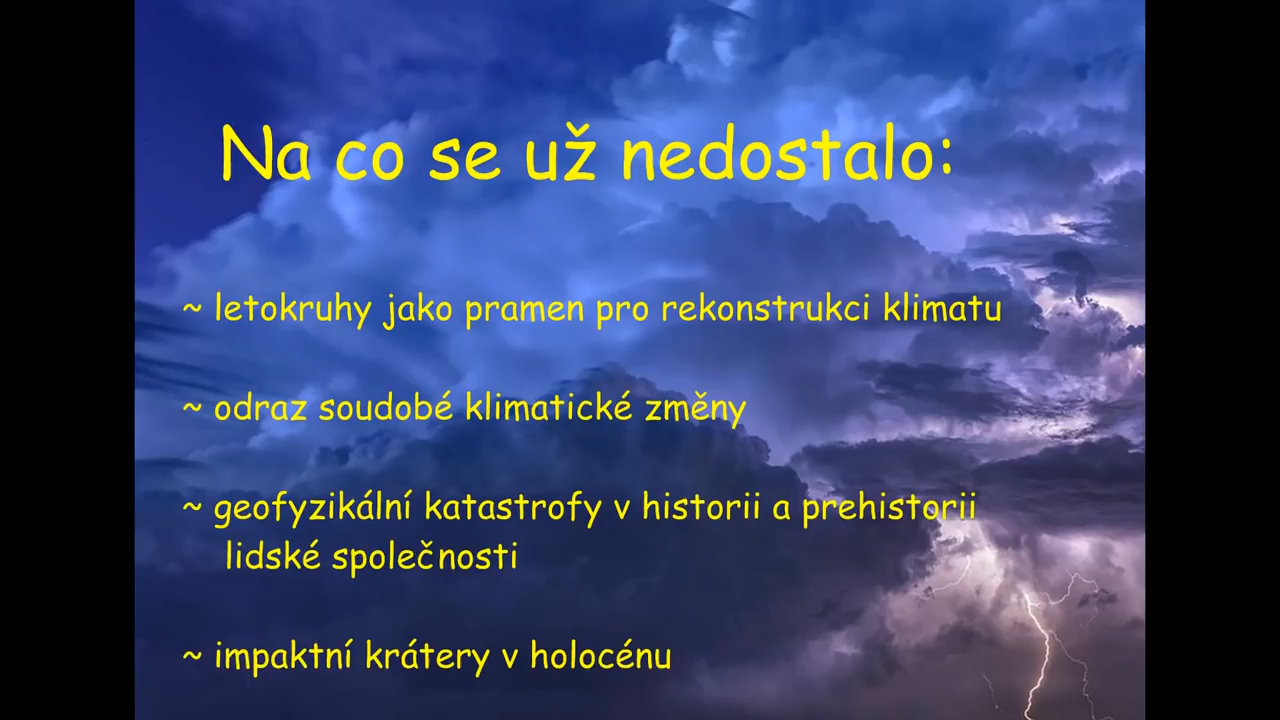 Na co se už nedostalo:
~ letokruhy jako pramen pro rekonstrukci klimatu
~ odraz soudobé klimatické změny
~ geofyzikální katastrofy v historii a prehistorii
lidské společnosti
~ impaktní krátery v holocénu